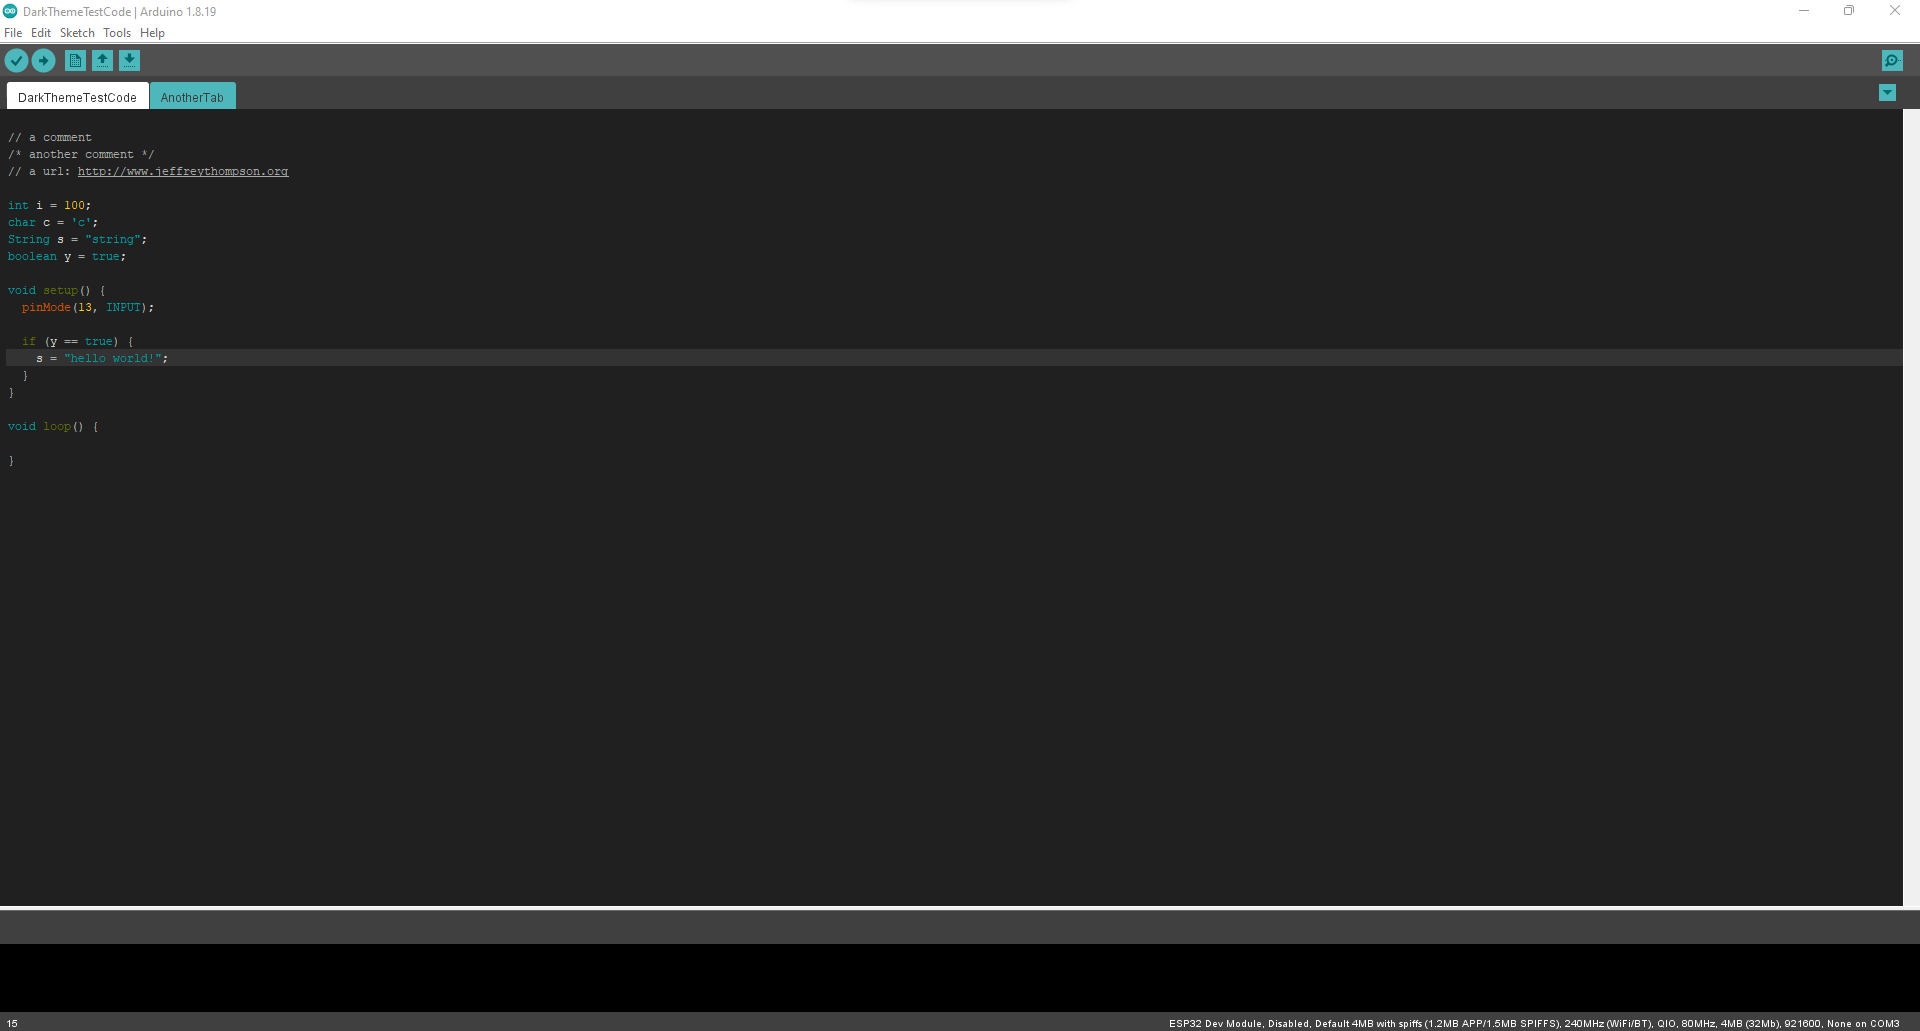 DarkThemeTestCode | Arduino 1.8.19
File Edit Sketch Tools Help
DarkThemeTestCode AnotherTab
// a comment
/* another comment */
// a url: http://www.jeffreythompson.org
int i = 100;
char c = 'c';
String s = "string";
boolean y = true;
void setup() {
  pinMode(13, INPUT);
  if (y == true) {
    s = "hello world!";
  }
}
void loop() {
}
15 ESP32 Dev Module, Disabled, Default 4MB with spiffs (1.2MB APP/1.5MB SPIFFS), 240MHz (WiFi/BT), QIO, 80MHz, 4MB (32Mb), 921600, None on COM3